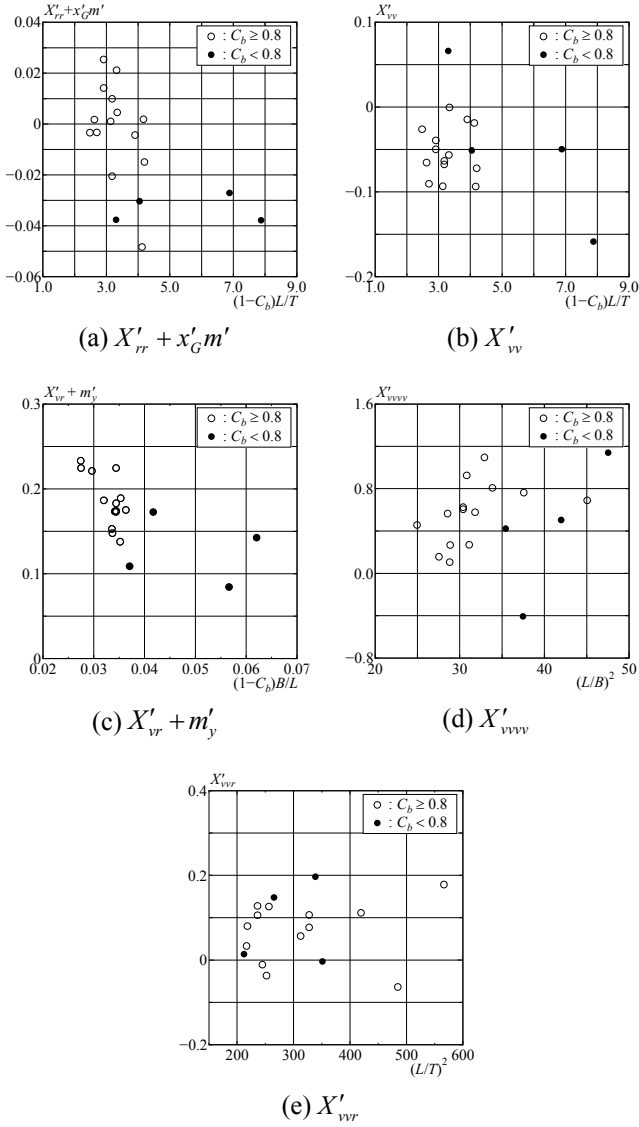 X′rr+x′Gm′
0.04
0.02
0
−0.02
−0.04
−0.06
1.0 3.0 5.0 7.0 9.0
(1−Cb)L/T
○ : Cb ≥ 0.8
● : Cb < 0.8
(a) X′rr + x′Gm′
X′vv
0.1
0
−0.1
−0.2
1.0 3.0 5.0 7.0 9.0
(1−Cb)L/T
○ : Cb ≥ 0.8
● : Cb < 0.8
(b) X′vv
X′vr + m′y
0.3
0.2
0.1
0
0.02 0.03 0.04 0.05 0.06 0.07
(1−Cb)B/L
○ : Cb ≥ 0.8
● : Cb < 0.8
(c) X′vr + m′y
X′vvvv
1.6
0.8
0.0
−0.8
20 30 40 50
(L/B)²
○ : Cb ≥ 0.8
● : Cb < 0.8
(d) X′vvvv
X′vvr
0.4
0.2
0
−0.2
200 300 400 500 600
(L/T)²
○ : Cb ≥ 0.8
● : Cb < 0.8
(e) X′vvr